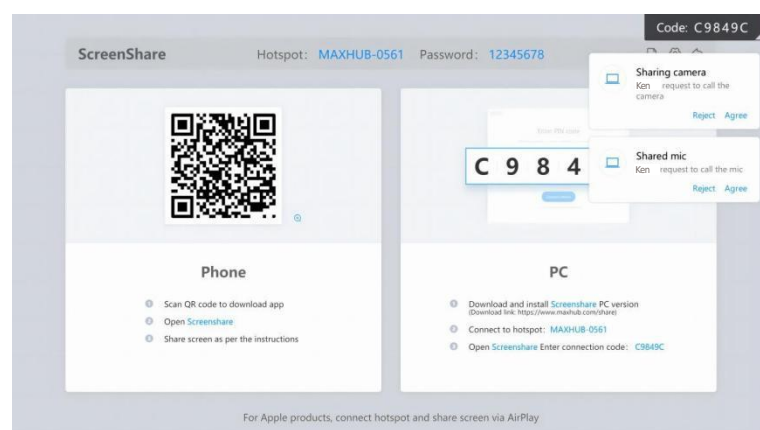 Code: C9849C
ScreenShare
Hotspot: MAXHUB-0561 Password: 12345678
Sharing camera
Ken request to call the
camera
Reject Agree
Enter PIN code
C 9 8 4
Shared mic
Ken request to call the mic
Reject Agree
Phone
Scan QR code to download app
Open Screenshare
Share screen as per the instructions
PC
Download and install Screenshare PC version
(Download link: https://www.maxhub.com/share)
Connect to hotspot: MAXHUB-0561
Open Screenshare Enter connection code: C9849C
For Apple products, connect hotspot and share screen via AirPlay